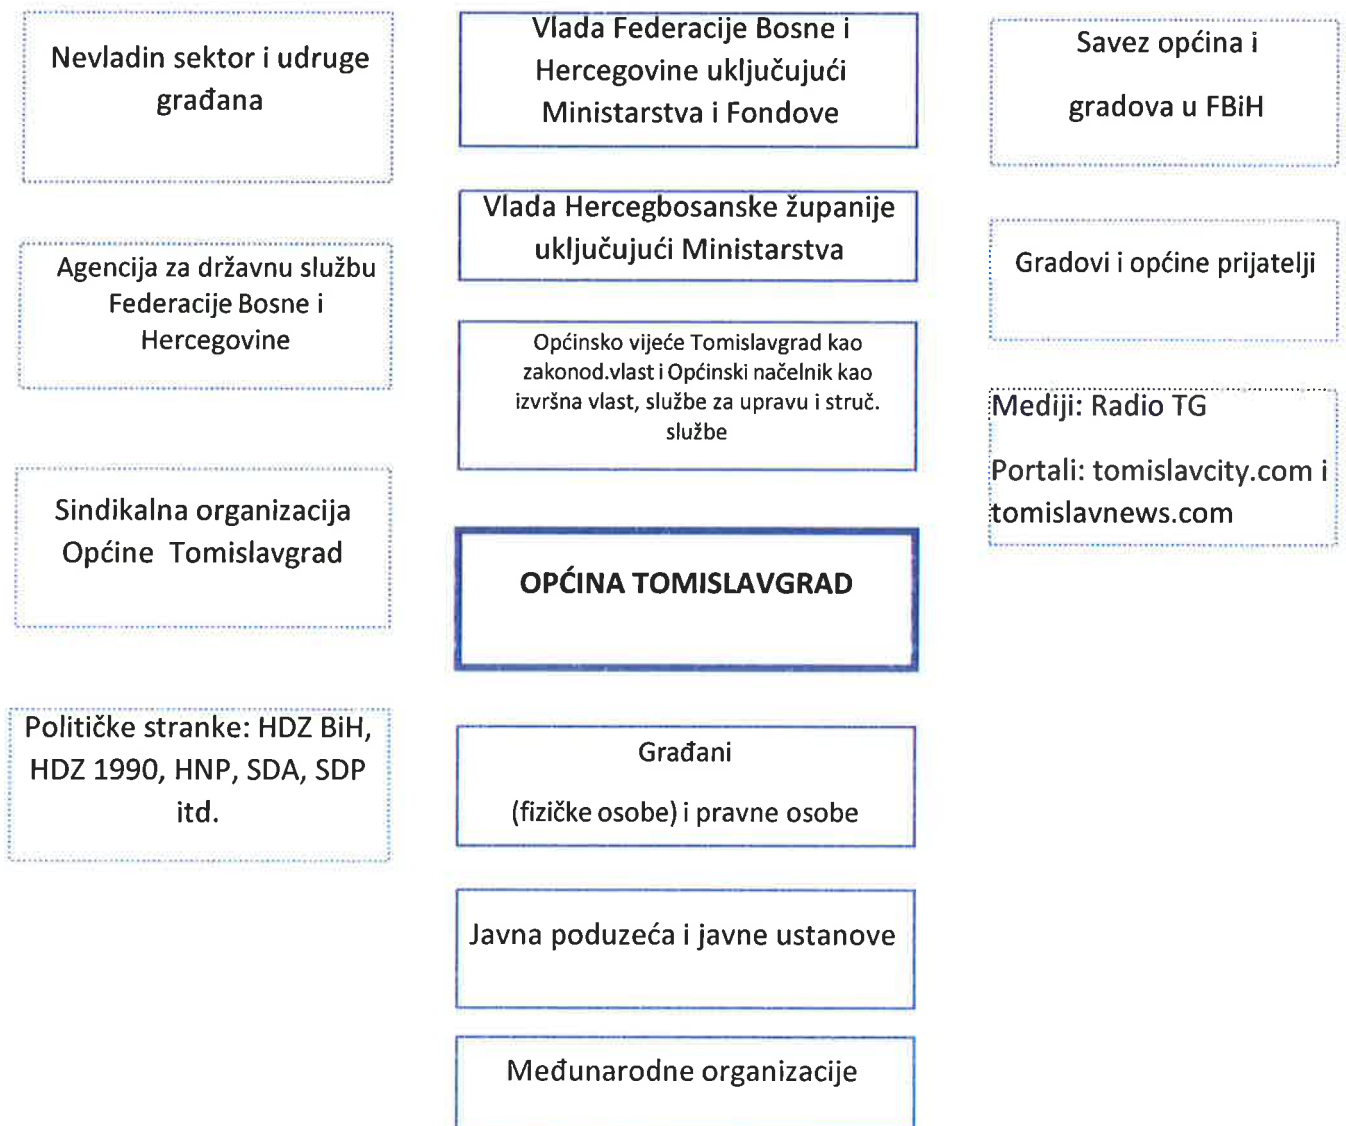 Nevladin sektor i udruge
građana
Agencija za državnu službu
Federacije Bosne i
Hercegovine
Sindikalna organizacija
Općine Tomislavgrad
Političke stranke: HDZ BiH,
HDZ 1990, HNP, SDA, SDP
itd.
Vlada Federacije Bosne i
Hercegovine uključujući
Ministarstva i Fondove
Vlada Hercegbosanske županije
uključujući Ministarstva
Općinsko vijeće Tomislavgrad kao
zakonod.vlast i Općinski načelnik kao
izvršna vlast, službe za upravu i struč.
službe
OPĆINA TOMISLAVGRAD
Građani
(fizičke osobe) i pravne osobe
Javna poduzeća i javne ustanove
Međunarodne organizacije
Savez općina i
gradova u FBiH
Gradovi i općine prijatelji
Mediji: Radio TG
Portali: tomislavcity.com i
tomislavnews.com